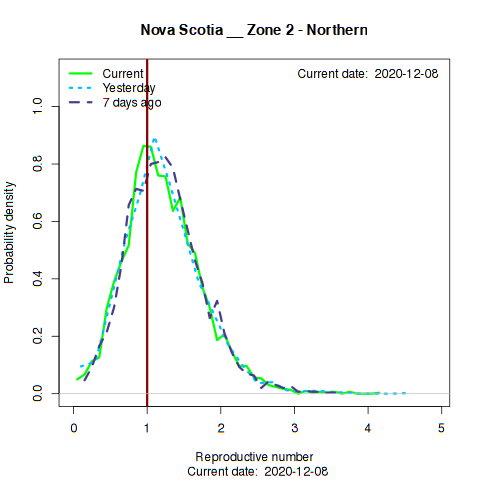 Nova Scotia __ Zone 2 - Northern
Current
Yesterday
7 days ago
Current date:  2020-12-08
Probability density
0.0
0.2
0.4
0.6
0.8
1.0
0
1
2
3
4
5
Reproductive number
Current date:  2020-12-08